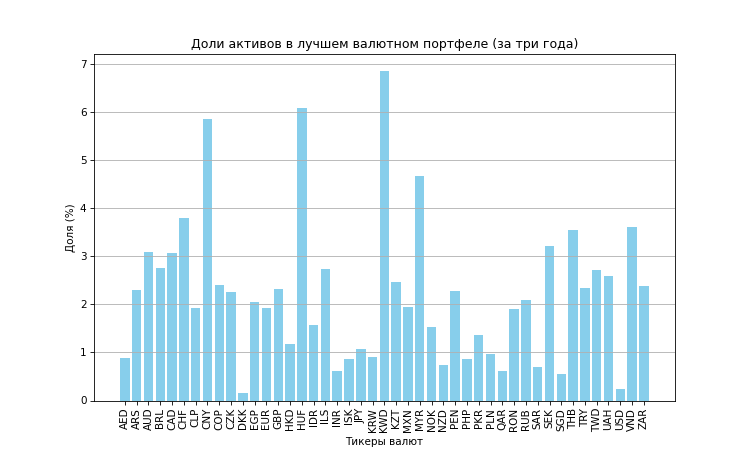 Доли активов в лучшем валютном портфеле (за три года)
Доля (%)
7
6
5
4
3
2
1
0
AED ARS AUD BRL CAD CHF CLP CNY COP CZK DKK EGP EUR GBP HKD HUF IDR ILS INR ISK JPY KRW KWD KZT MXN MYR NOK NZD PEN PHP PKR PLN QAR RON RUB SAR SEK SGD THB TRY TWD UAH USD VND ZAR
Тикеры валют